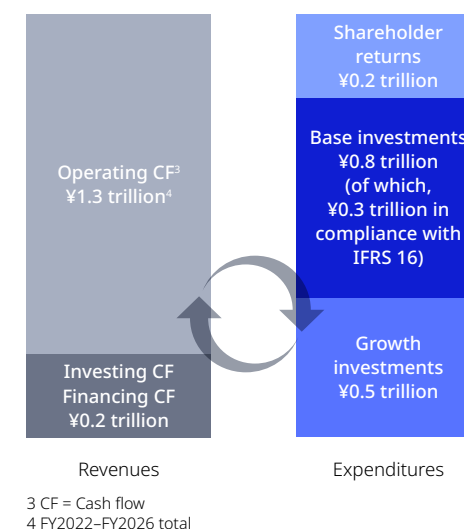 Operating CF³
¥1.3 trillion⁴
Investing CF
Financing CF
¥0.2 trillion
Revenues
Shareholder
returns
¥0.2 trillion
Base investments
¥0.8 trillion
(of which,
¥0.3 trillion in
compliance with
IFRS 16)
Growth
investments
¥0.5 trillion
Expenditures
3 CF = Cash flow
4 FY2022–FY2026 total